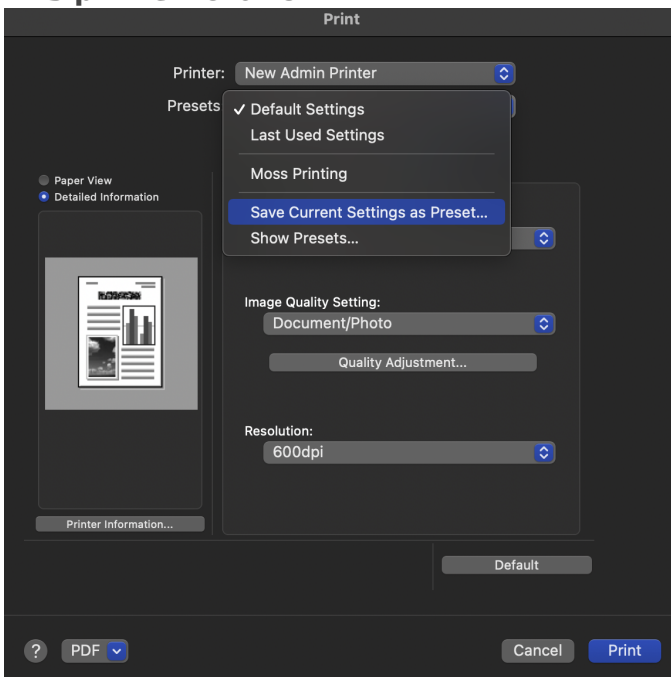 Print
Printer: New Admin Printer
Presets ✓ Default Settings
Last Used Settings
Moss Printing
Save Current Settings as Preset...
Show Presets...
Paper View
Detailed Information
Image Quality Setting:
Document/Photo
Quality Adjustment...
Resolution:
600dpi
Printer Information...
Default
? PDF
Cancel Print